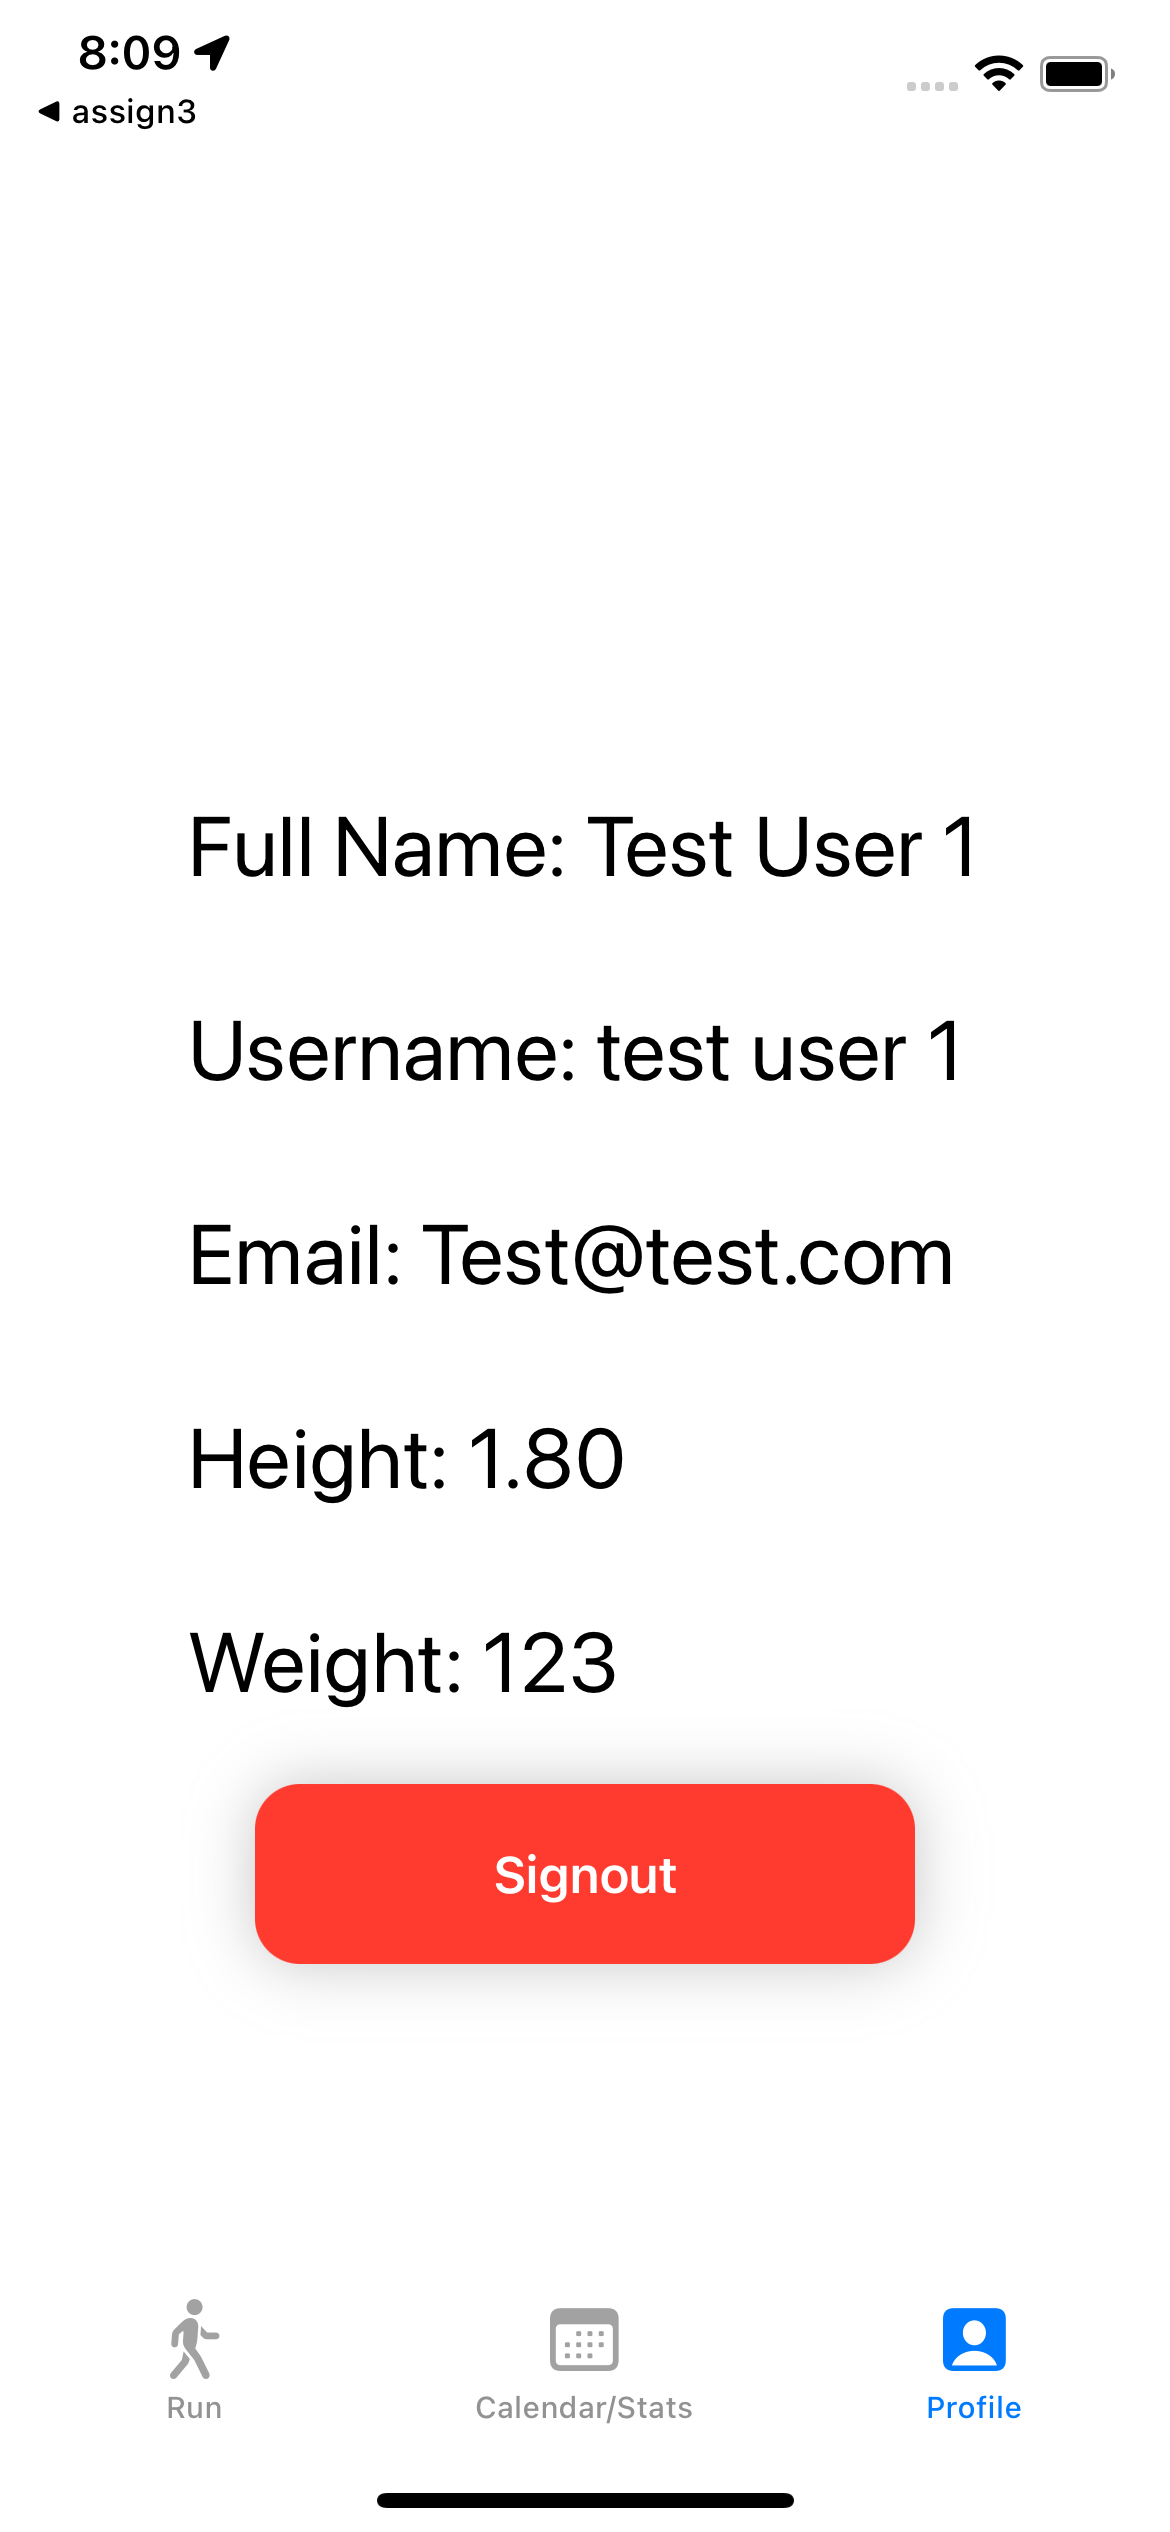 8:09
assign3
Full Name: Test User 1
Username: test user 1
Email: Test@test.com
Height: 1.80
Weight: 123
Signout
Run
Calendar/Stats
Profile